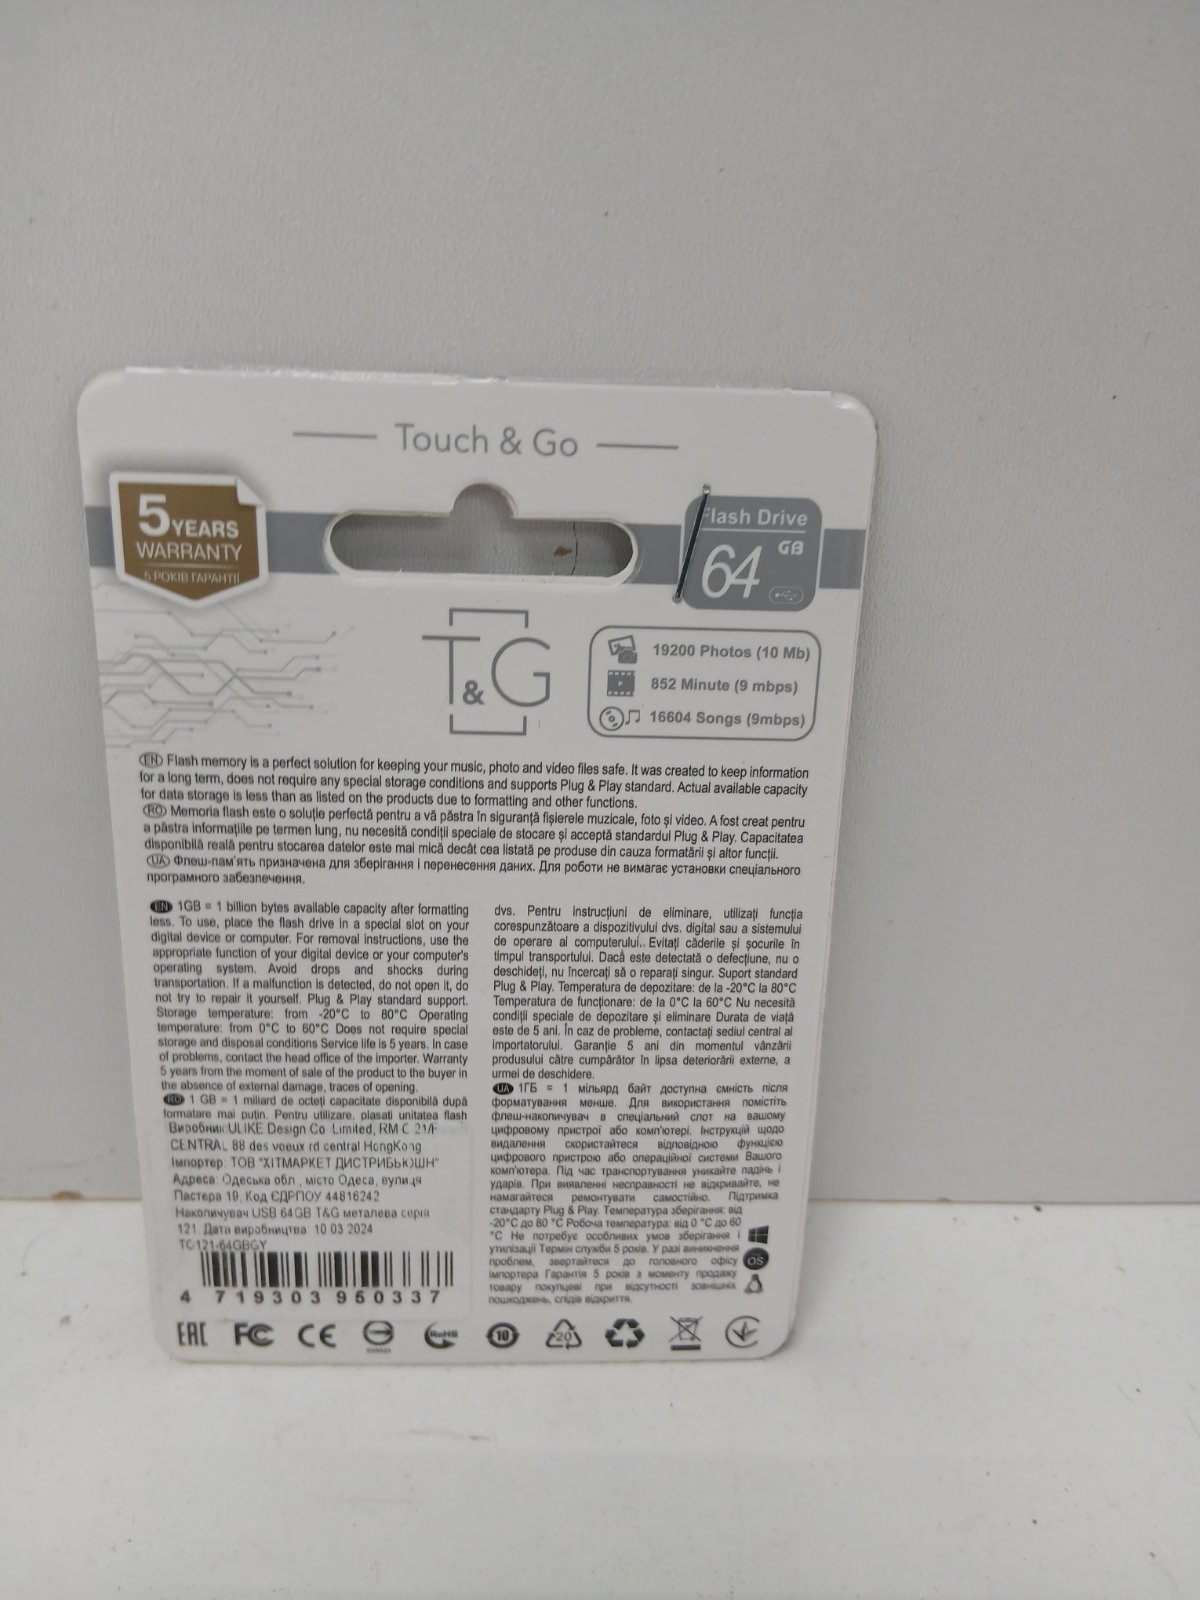 Touch & Go
5 YEARS
WARRANTY
5 РОКІВ ГАРАНТІЇ
Flash Drive
64 GB
T&G
19200 Photos (10 Mb)
852 Minute (9 mbps)
16604 Songs (9mbps)
EN Flash memory is a perfect solution for keeping your music, photo and video files safe. It was created to keep information
for a long term, does not require any special storage conditions and supports Plug & Play standard. Actual available capacity
for data storage is less than as listed on the products due to formatting and other functions.
RO Memoria flash este o soluție perfectă pentru a vă păstra în siguranță fișierele muzicale, foto și video. A fost creat pentru
a păstra informațiile pe termen lung, nu necesită condiții speciale de stocare și acceptă standardul Plug & Play. Capacitatea
disponibilă reală pentru stocarea datelor este mai mică decât cea listată pe produse din cauza formatării și altor funcții.
UA Флеш-пам'ять призначена для зберігання і перенесення даних. Для роботи не вимагає установки спеціального
програмного забезпечення.
EN 1GB = 1 billion bytes available capacity after formatting
less. To use, place the flash drive in a special slot on your
digital device or computer. For removal instructions, use the
appropriate function of your digital device or your computer's
operating system. Avoid drops and shocks during
transportation. If a malfunction is detected, do not open it, do
not try to repair it yourself. Plug & Play standard support.
Storage temperature: from -20°C to 80°C Operating
temperature: from 0°C to 60°C Does not require special
storage and disposal conditions Service life is 5 years. In case
of problems, contact the head office of the importer. Warranty
5 years from the moment of sale of the product to the buyer in
the absence of external damage, traces of opening.
RO 1 GB = 1 miliard de octeți capacitate disponibilă după
formatare mai puțin. Pentru utilizare, plasați unitatea flash
Виробник ULIKE Design Co Limited, RM C 21/F
CENTRAL 88 des voeux rd central HongKong
Імпортер: ТОВ "ХІТМАРКЕТ ДИСТРИБЬЮШН"
Адреса: Одеська обл , місто Одеса, вулиця
Пастера 19, Код ЄДРПОУ 44816242
Накопичувач USB 64GB T&G металева серія
121. Дати виробництва: 10 03 2024
TG121-64GBGY
4 719303 950337
dvs. Pentru instrucțiuni de eliminare, utilizați funcția
corespunzătoare a dispozitivului dvs. digital sau a sistemului
de operare al computerului.. Evitați căderile și șocurile în
timpul transportului. Dacă este detectată o defecțiune, nu o
deschideți, nu încercați să o reparați singur. Suport standard
Plug & Play. Temperatura de depozitare: de la -20°C la 80°C
Temperatura de funcționare: de la 0°C la 60°C Nu necesită
condiții speciale de depozitare și eliminare Durata de viață
este de 5 ani. În caz de probleme, contactați sediul central al
importatorului. Garanție 5 ani din momentul vânzării
produsului către cumpărător în lipsa deteriorării externe, a
urmei de deschidere.
UA 1ГБ = 1 мільярд байт доступна ємність після
форматування менше. Для використання помістіть
флеш-накопичувач в спеціальний слот на вашому
цифровому пристрої або комп'ютері. Інструкцій щодо
видалення скористайтеся відповідною функцією
цифрового пристрою або операційної системи Вашого
комп'ютера. Під час транспортування уникайте падінь і
ударів. При виявленні несправності не відкривайте, не
намагайтеся ремонтувати самостійно. Підтримка
стандарту Plug & Play. Температура зберігання: від
-20°C до 80 °C Робоча температура: від 0 °C до 60
°C Не потребує особливих умов зберігання і
утилізації Термін служби 5 років. У разі виникнення
проблем, звертайтеся до головного офісу
імпортера Гарантія 5 років з моменту продажу
товару покупцеві при відсутності зовнішніх
пошкоджень, слідів відкриття.
OS
EAC FC CE RoHS 10 20